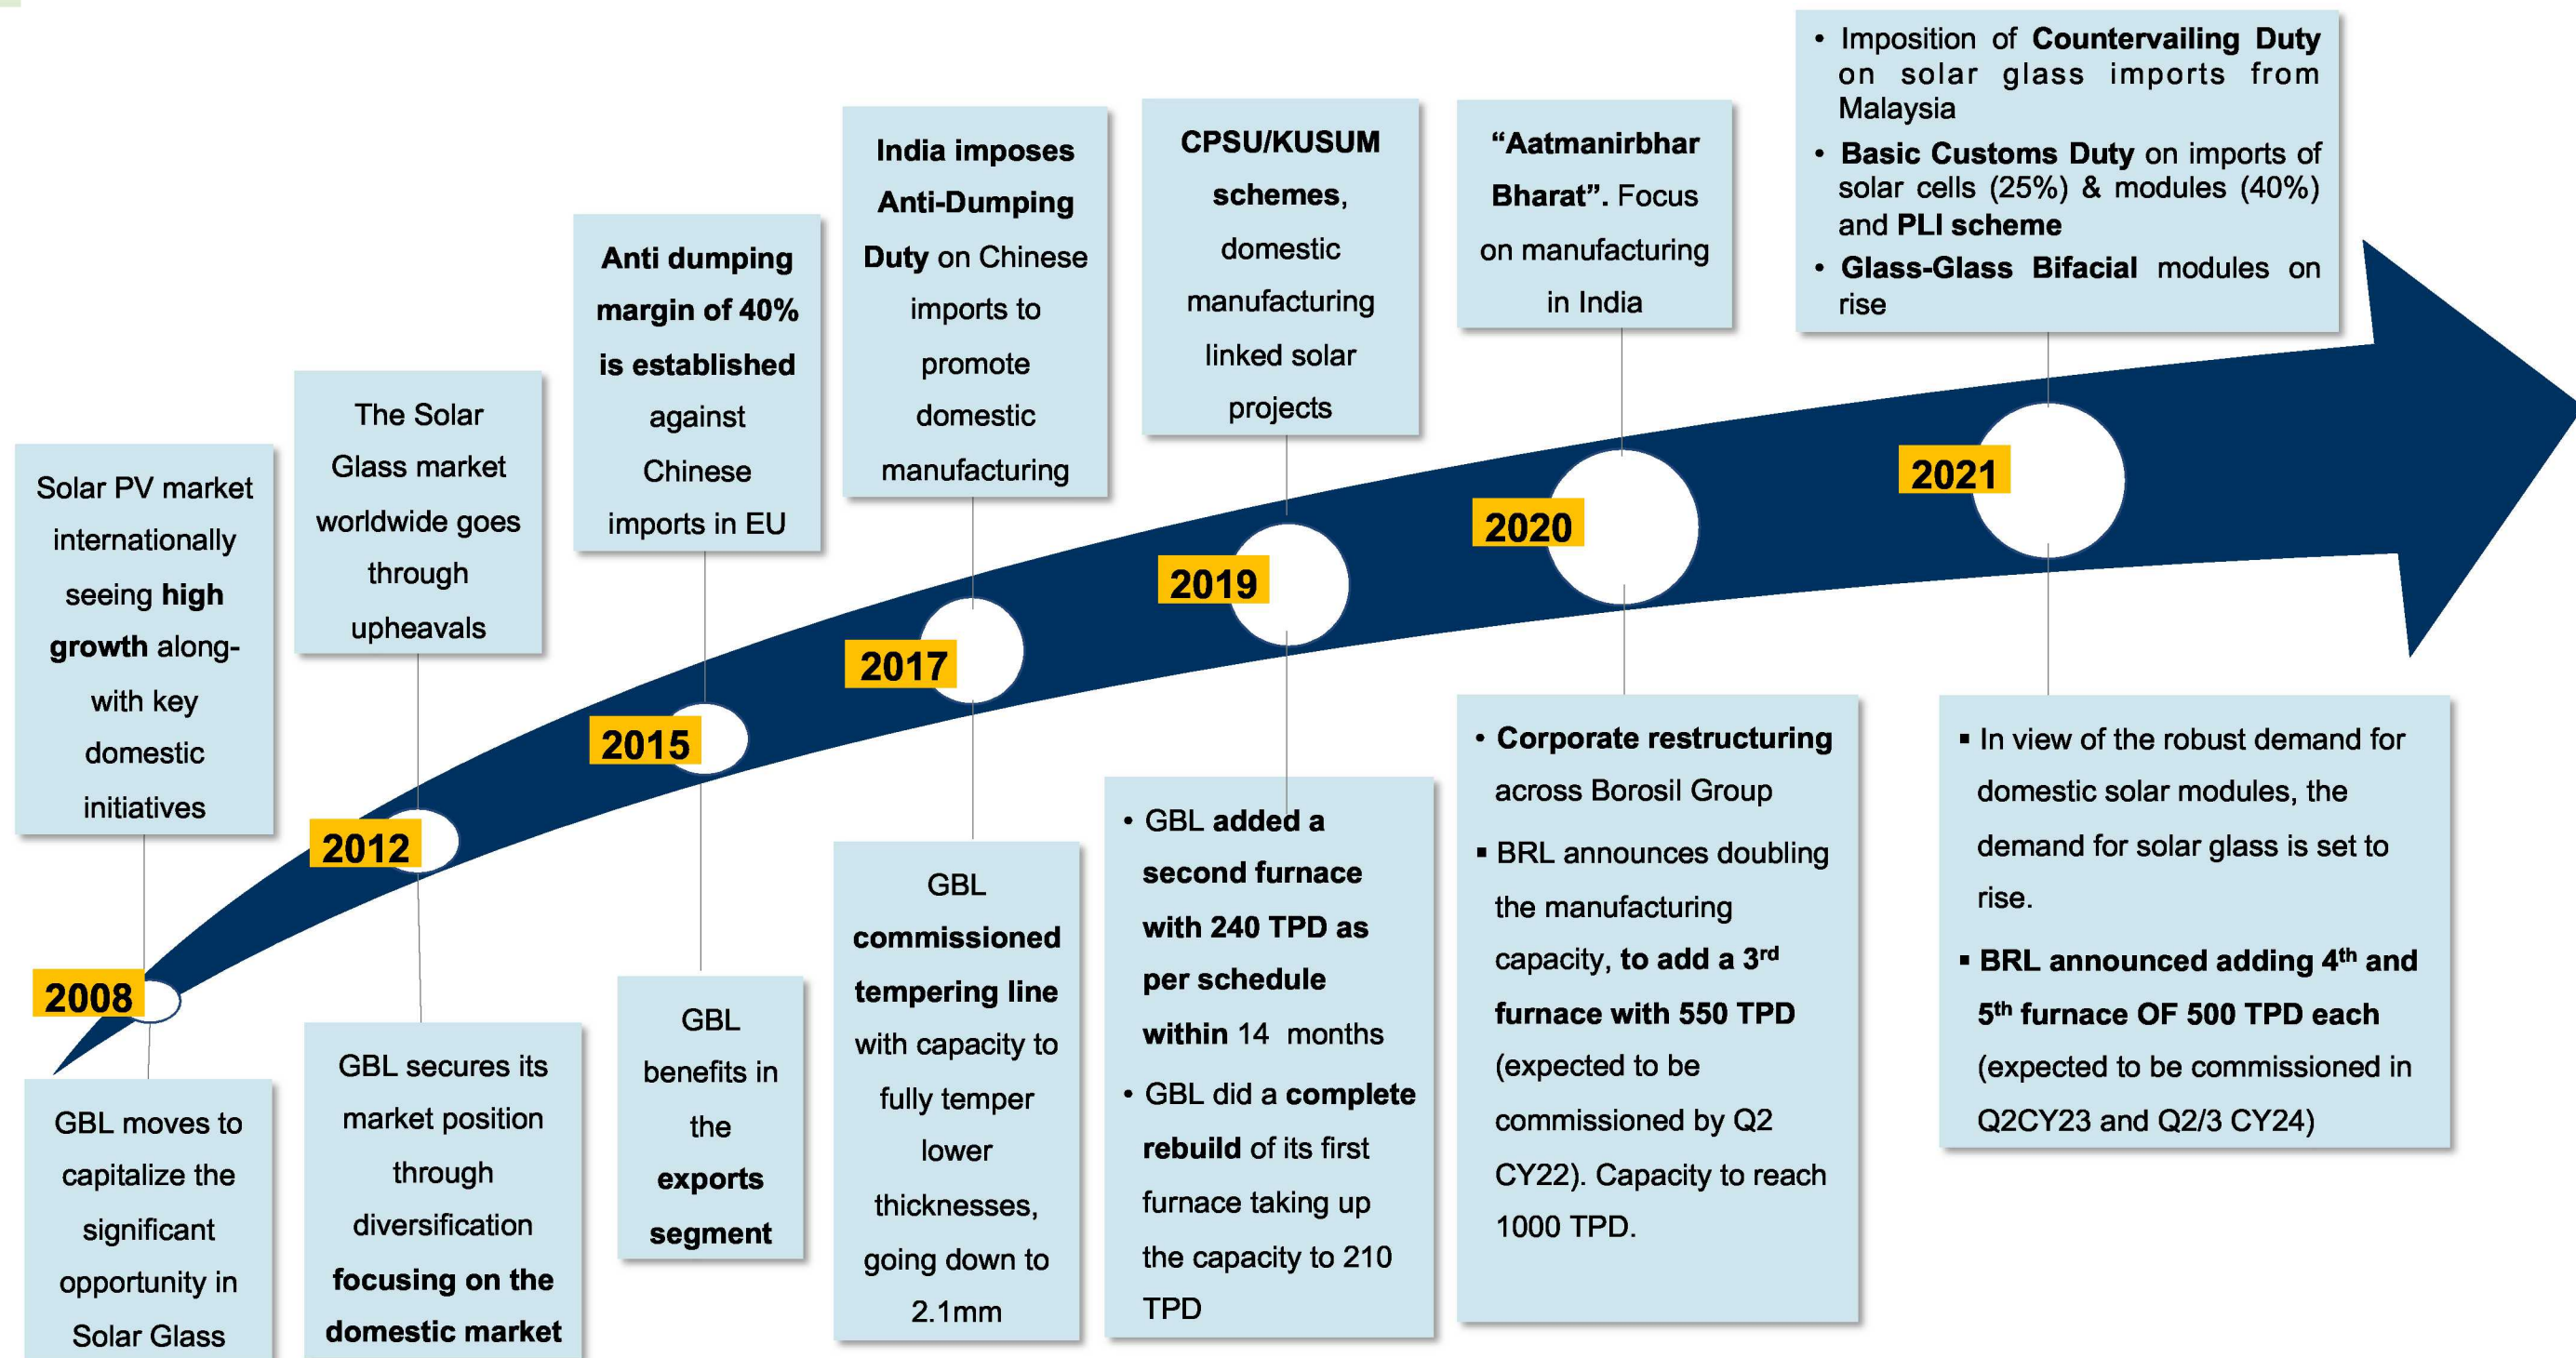 Solar PV market
internationally
seeing high
growth along-
with key
domestic
initiatives
2008
GBL moves to
capitalize the
significant
opportunity in
Solar Glass
The Solar
Glass market
worldwide goes
through
upheavals
2012
GBL secures its
market position
through
diversification
focusing on the
domestic market
Anti dumping
margin of 40%
is established
against
Chinese
imports in EU
2015
GBL
benefits in
the
exports
segment
India imposes
Anti-Dumping
Duty on Chinese
imports to
promote
domestic
manufacturing
2017
GBL
commissioned
tempering line
with capacity to
fully temper
lower
thicknesses,
going down to
2.1mm
CPSU/KUSUM
schemes,
domestic
manufacturing
linked solar
projects
2019
• GBL added a
second furnace
with 240 TPD as
per schedule
within 14 months
• GBL did a complete
rebuild of its first
furnace taking up
the capacity to 210
TPD
“Aatmanirbhar
Bharat”. Focus
on manufacturing
in India
2020
• Corporate restructuring
across Borosil Group
▪ BRL announces doubling
the manufacturing
capacity, to add a 3rd
furnace with 550 TPD
(expected to be
commissioned by Q2
CY22). Capacity to reach
1000 TPD.
• Imposition of Countervailing Duty
on solar glass imports from
Malaysia
• Basic Customs Duty on imports of
solar cells (25%) & modules (40%)
and PLI scheme
• Glass-Glass Bifacial modules on
rise
2021
▪ In view of the robust demand for
domestic solar modules, the
demand for solar glass is set to
rise.
▪ BRL announced adding 4th and
5th furnace OF 500 TPD each
(expected to be commissioned in
Q2CY23 and Q2/3 CY24)